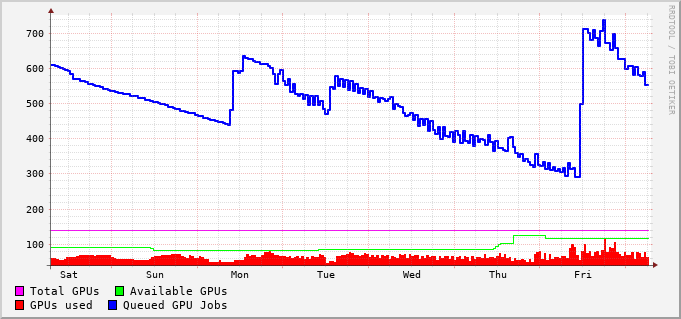 RRDTOOL / TOBI OETIKER
700
600
500
400
300
200
100
Sat Sun Mon Tue Wed Thu Fri
Total GPUs Available GPUs
GPUs used Queued GPU Jobs